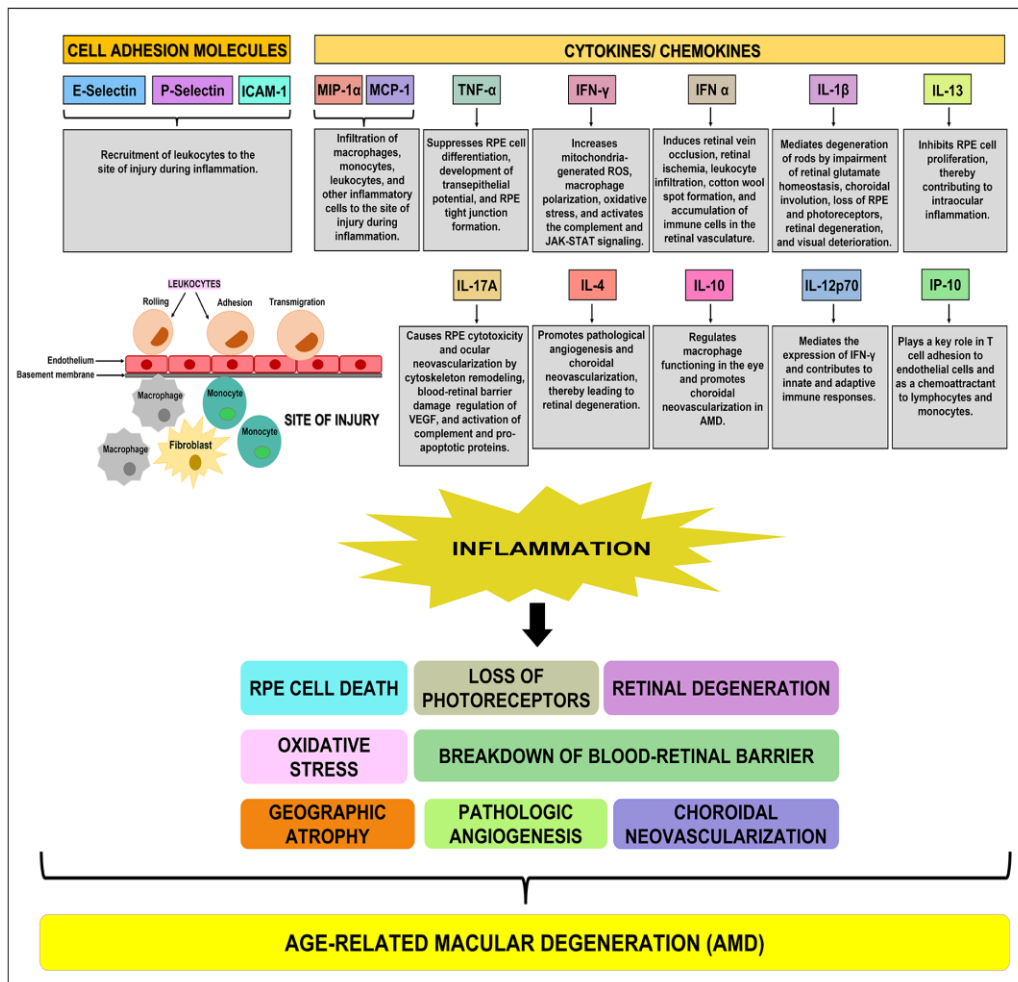 CELL ADHESION MOLECULES
E-Selectin
P-Selectin
ICAM-1
Recruitment of leukocytes to the
site of injury during inflammation.
CYTOKINES/ CHEMOKINES
MIP-1α
MCP-1
Infiltration of
macrophages,
monocytes,
leukocytes, and
other inflammatory
cells to the site of
injury during
inflammation.
TNF-α
Suppresses RPE cell
differentiation,
development of
transepithelial
potential, and RPE
tight junction
formation.
IFN-γ
Increases
mitochondria-
generated ROS,
macrophage
polarization, oxidative
stress, and activates
the complement and
JAK-STAT signaling.
IFN α
Induces retinal vein
occlusion, retinal
ischemia, leukocyte
infiltration, cotton wool
spot formation, and
accumulation of
immune cells in the
retinal vasculature.
IL-1β
Mediates degeneration
of rods by impairment
of retinal glutamate
homeostasis, choroidal
involution, loss of RPE
and photoreceptors,
retinal degeneration,
and visual deterioration.
IL-13
Inhibits RPE cell
proliferation,
thereby
contributing to
intraocular
inflammation.
LEUKOCYTES
Rolling
Adhesion
Transmigration
Endothelium
Basement membrane
Macrophage
Monocyte
SITE OF INJURY
Monocyte
Fibroblast
Macrophage
IL-17A
Causes RPE cytotoxicity
and ocular
neovascularization by
cytoskeleton remodeling,
blood-retinal barrier
damage regulation of
VEGF, and activation of
complement and pro-
apoptotic proteins.
IL-4
Promotes pathological
angiogenesis and
choroidal
neovascularization,
thereby leading to
retinal degeneration.
IL-10
Regulates
macrophage
functioning in the
eye and promotes
choroidal
neovascularization in
AMD.
IL-12p70
Mediates the
expression of IFN-γ
and contributes to
innate and adaptive
immune responses.
IP-10
Plays a key role in T
cell adhesion to
endothelial cells and
as a chemoattractant
to lymphocytes and
monocytes.
INFLAMMATION
RPE CELL DEATH
LOSS OF
PHOTORECEPTORS
RETINAL DEGENERATION
OXIDATIVE
STRESS
BREAKDOWN OF BLOOD-RETINAL BARRIER
GEOGRAPHIC
ATROPHY
PATHOLOGIC
ANGIOGENESIS
CHOROIDAL
NEOVASCULARIZATION
AGE-RELATED MACULAR DEGENERATION (AMD)